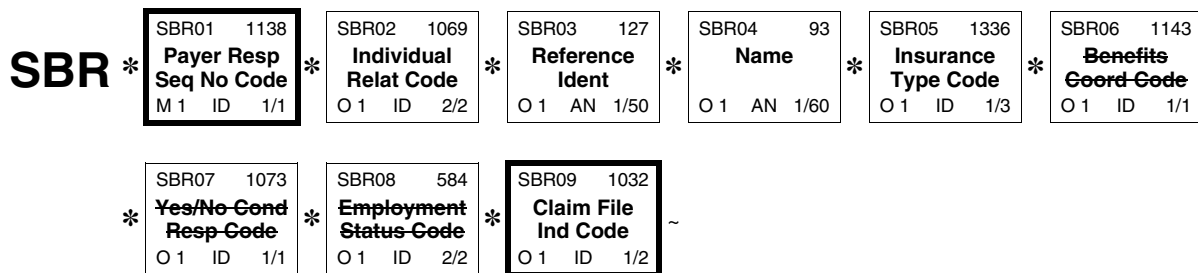 SBR * SBR01 1138 * SBR02 1069 * SBR03 127 * SBR04 93 * SBR05 1336 * SBR06 1143
Payer Resp Individual Reference Name Insurance Benefits
Seq No Code Relat Code Ident Type Code Coord Code
M 1 ID 1/1 O 1 ID 2/2 O 1 AN 1/50 O 1 AN 1/60 O 1 ID 1/3 O 1 ID 1/1
* SBR07 1073 * SBR08 584 * SBR09 1032 ~
Yes/No Cond Employment Claim File
Resp Code Status Code Ind Code
O 1 ID 1/1 O 1 ID 2/2 O 1 ID 1/2